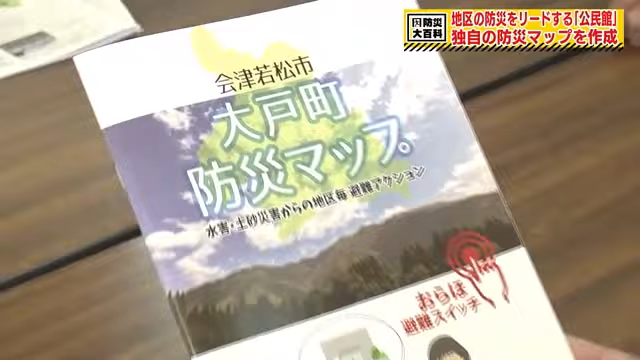 防災
大百科
地区の防災をリードする「公民館」
独自の防災マップを作成
会津若松市
大戸町
防災マップ
水害・土砂災害からの地区毎避難アクション
おらほ
避難スイッチ